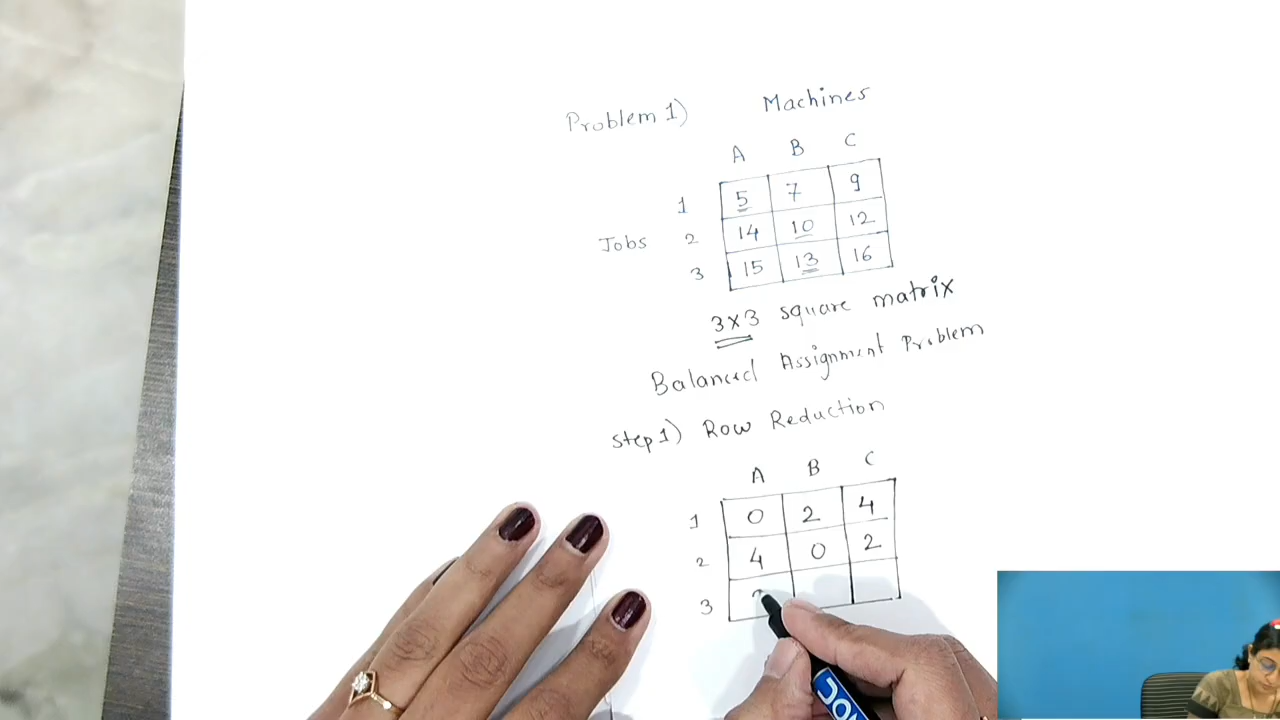 Problem 1) Machines
A B C
1 5 7 9
Jobs 2 14 10 12
3 15 13 16
3x3 square matrix
Balanced Assignment Problem
Step 1) Row Reduction
A B C
1 0 2 4
2 4 0 2
3